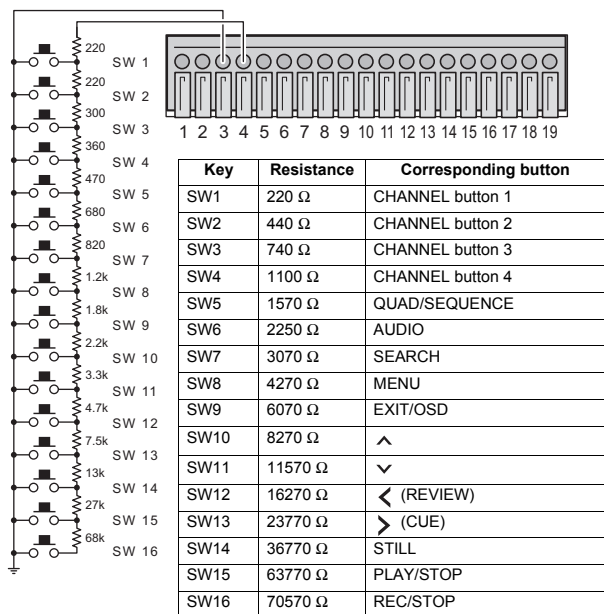 220
SW 1
220
SW 2
300
SW 3
360
SW 4
470
SW 5
680
SW 6
820
SW 7
1.2k
SW 8
1.8k
SW 9
2.2k
SW 10
3.3k
SW 11
4.7k
SW 12
7.5k
SW 13
13k
SW 14
27k
SW 15
68k
SW 16
1 2 3 4 5 6 7 8 9 10 11 12 13 14 15 16 17 18 19
Key Resistance Corresponding button
SW1 220 Ω CHANNEL button 1
SW2 440 Ω CHANNEL button 2
SW3 740 Ω CHANNEL button 3
SW4 1100 Ω CHANNEL button 4
SW5 1570 Ω QUAD/SEQUENCE
SW6 2250 Ω AUDIO
SW7 3070 Ω SEARCH
SW8 4270 Ω MENU
SW9 6070 Ω EXIT/OSD
SW10 8270 Ω
SW11 11570 Ω
SW12 16270 Ω (REVIEW)
SW13 23770 Ω (CUE)
SW14 36770 Ω STILL
SW15 63770 Ω PLAY/STOP
SW16 70570 Ω REC/STOP